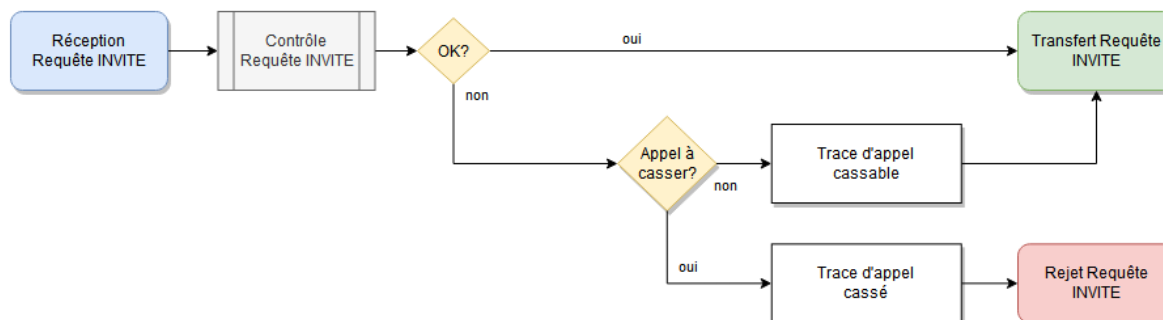 Réception
Requête INVITE
Contrôle
Requête INVITE
OK?
oui
Transfert Requête
INVITE
non
Appel à
casser?
non
Trace d'appel
cassable
oui
Trace d'appel
cassé
Rejet Requête
INVITE